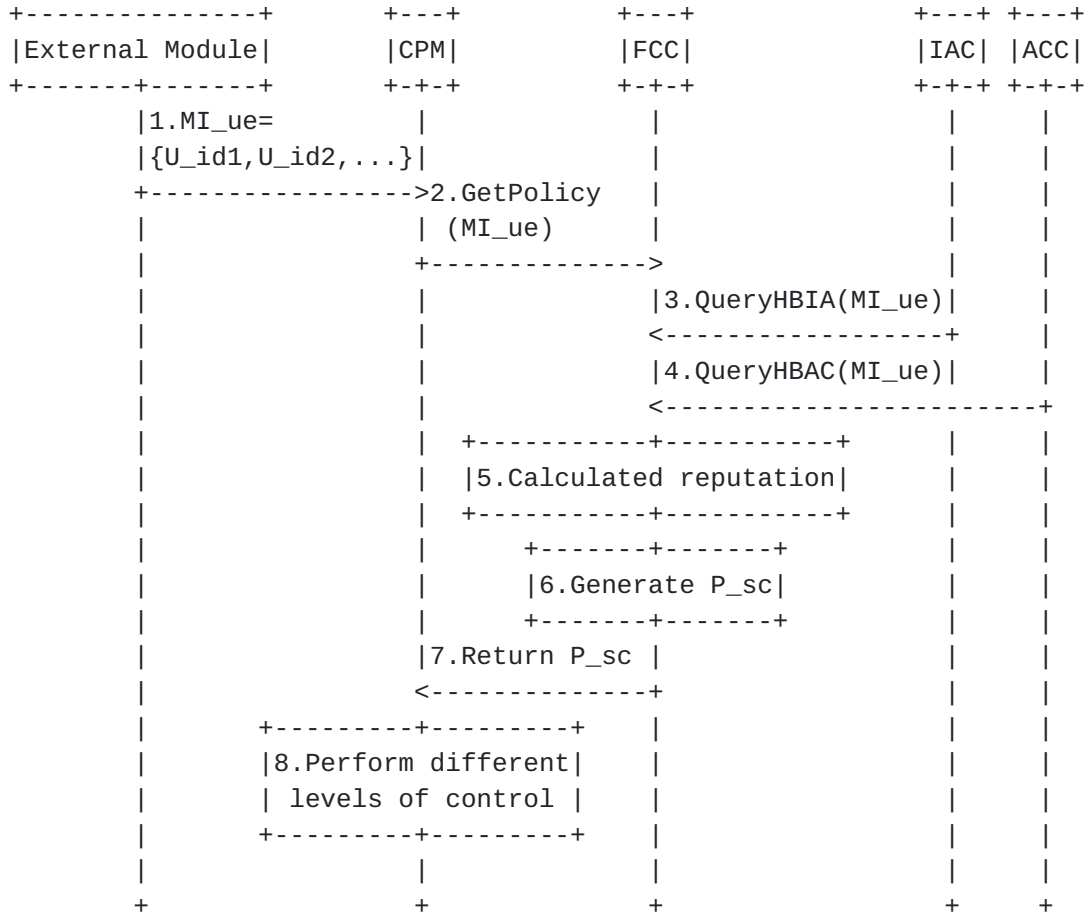 External Module CPM FCC IAC ACC
1.MI_ue=
{U_id1,U_id2,...}
2.GetPolicy
(MI_ue)
3.QueryHBIA(MI_ue)
4.QueryHBAC(MI_ue)
5.Calculated reputation
6.Generate P_sc
7.Return P_sc
8.Perform different
levels of control